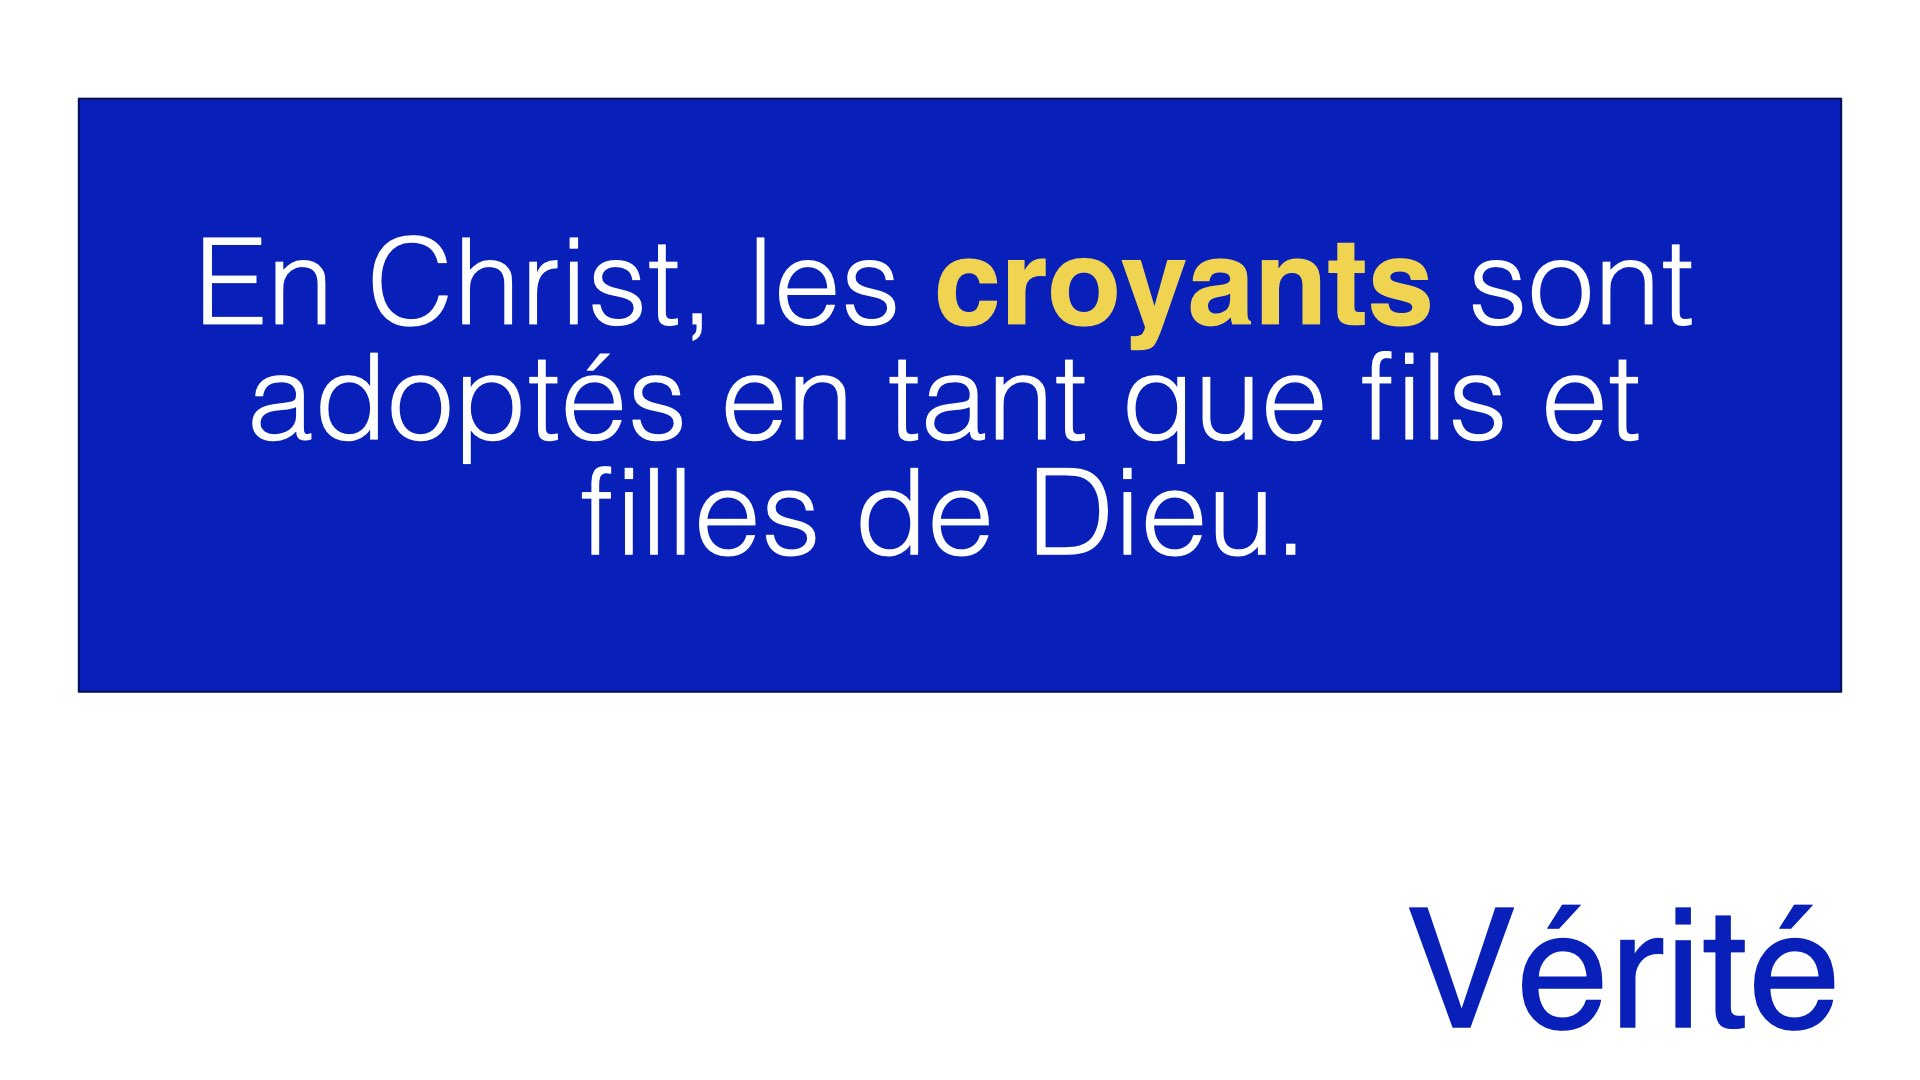 En Christ, les croyants sont
adoptés en tant que fils et
filles de Dieu.
Vérité